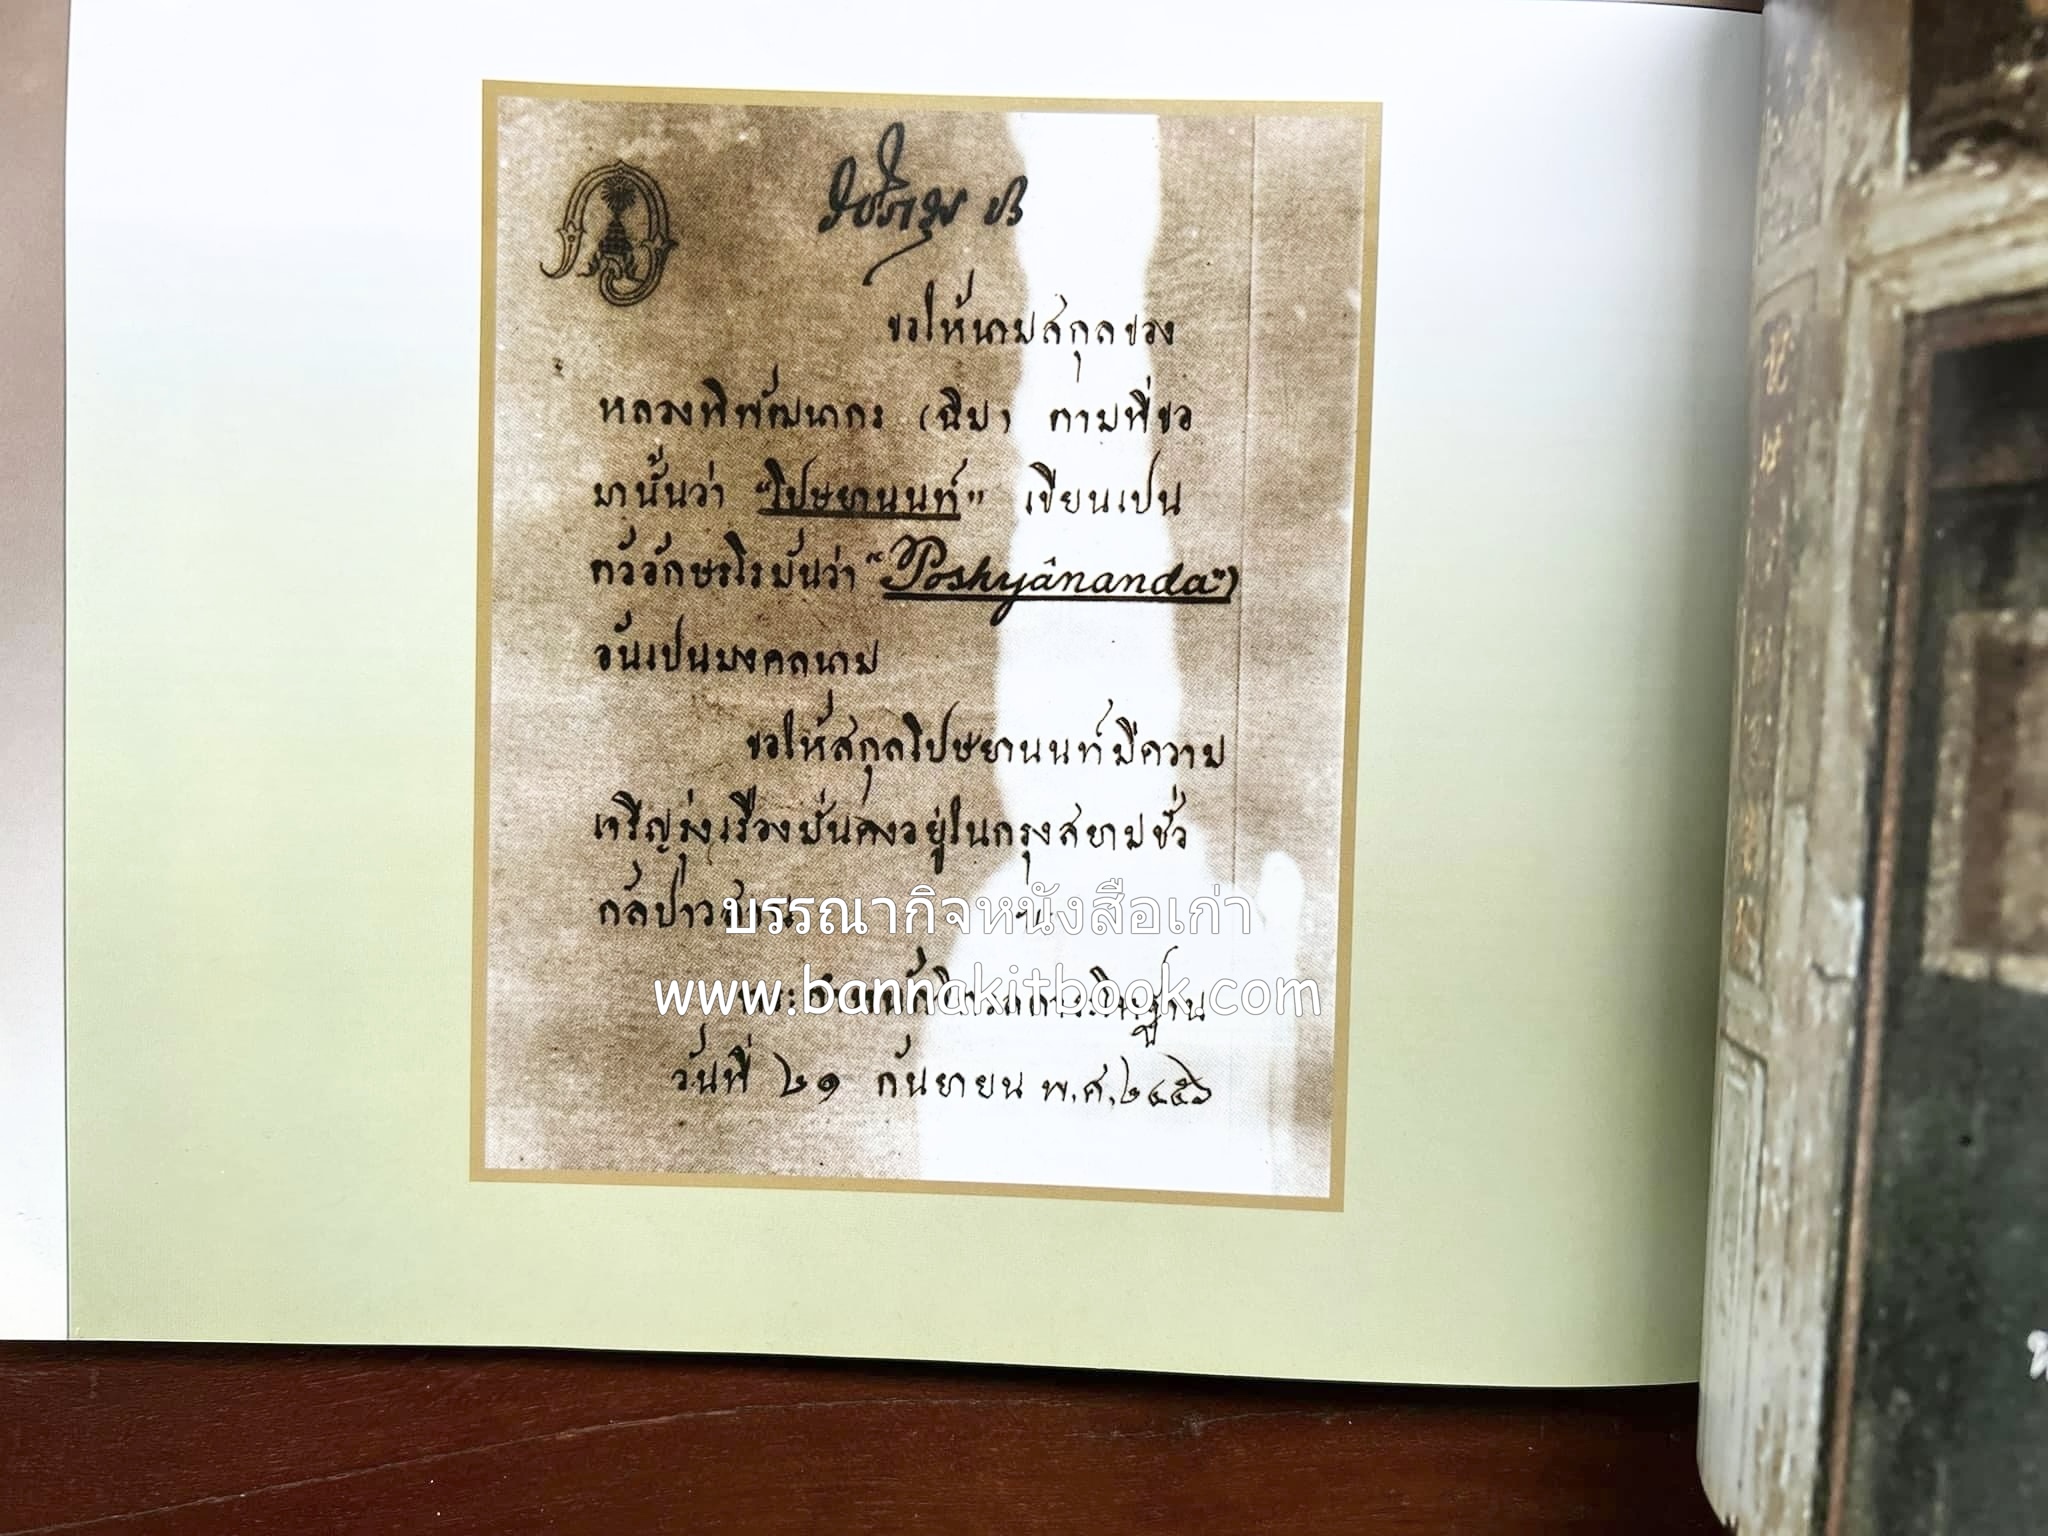 ขอให้นามสกุลของ
หลวงพิพัฒนากร (ฉิม) ตามที่ขอ
มานั้นว่า "โปษยานนท์" เขียนเปน
ตัวอักษรโรมันว่า "Poshyânanda")
อันเปนมงคลนาม
ขอให้สกุลโปษยานนท์มีความ
เจริญรุ่งเรืองมั่นคงอยู่ในกรุงสยามชั่ว
กัลปาวสาน
บรรณากิจหนังสือเก่า
www.bannakitbook.com
วันที่ ๒๑ กันยายน พ.ศ. ๒๔๕๖